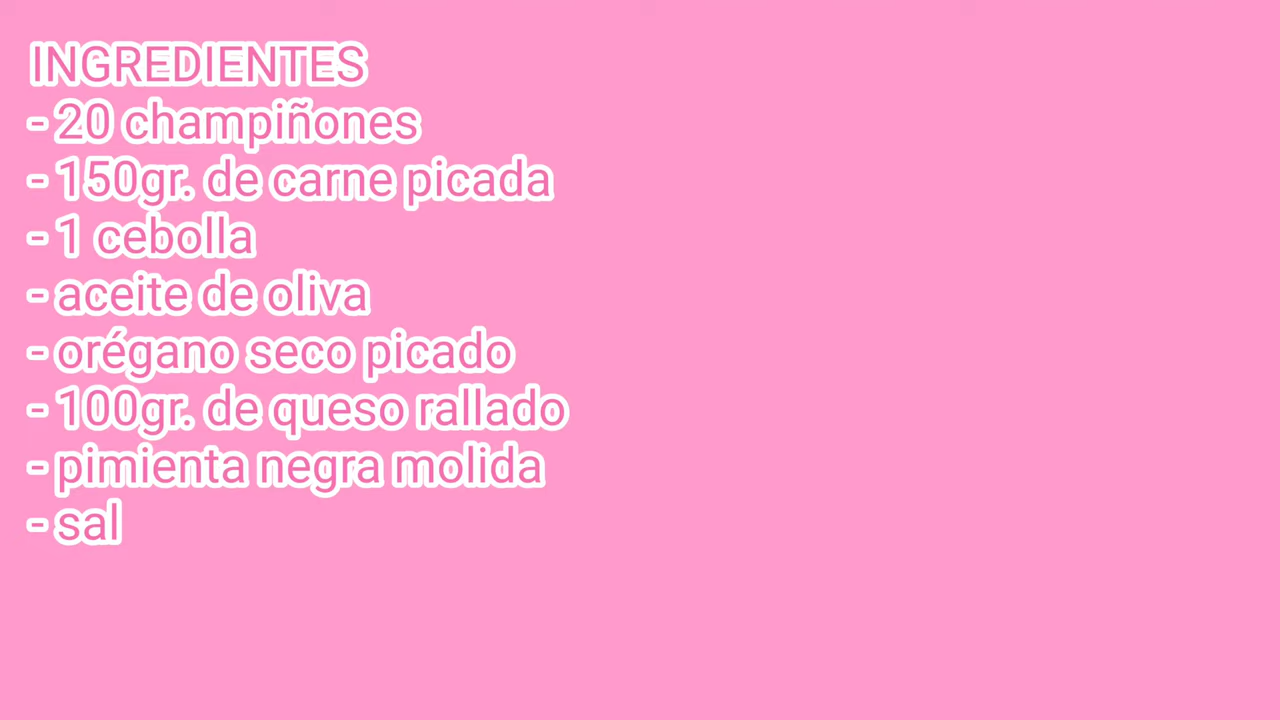 INGREDIENTES
- 20 champiñones
- 150gr. de carne picada
- 1 cebolla
- aceite de oliva
- orégano seco picado
- 100gr. de queso rallado
- pimienta negra molida
- sal